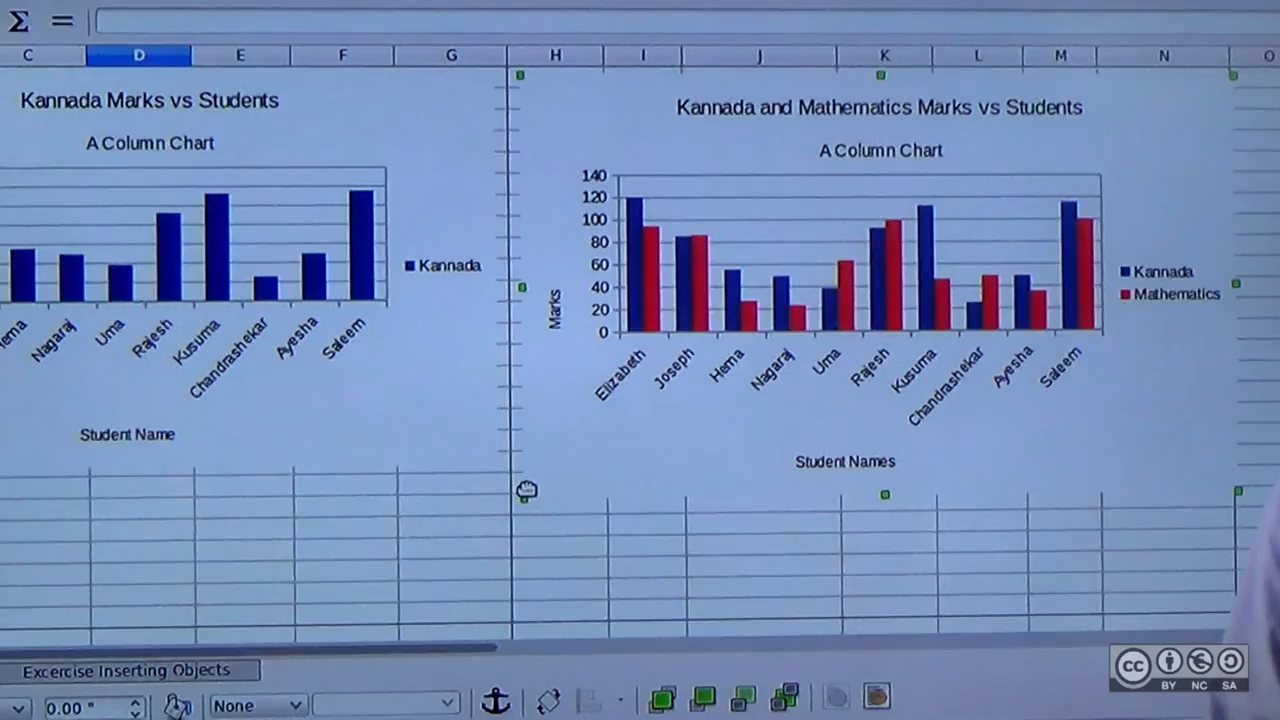 Σ =
C D E F G H I J K L M N O
Kannada Marks vs Students
A Column Chart
Kannada
Nagaraj
Uma
Rajesh
Kusuma
Chandrashekar
Ayesha
Saleem
Student Name
Kannada and Mathematics Marks vs Students
A Column Chart
140
120
100
80
60
40
20
0
Marks
Kannada
Mathematics
Elizabeth
Joseph
Hema
Nagaraj
Uma
Rajesh
Kusuma
Chandrashekar
Ayesha
Saleem
Student Names
Excercise Inserting Objects
0.00 "
None
cc
BY NC SA